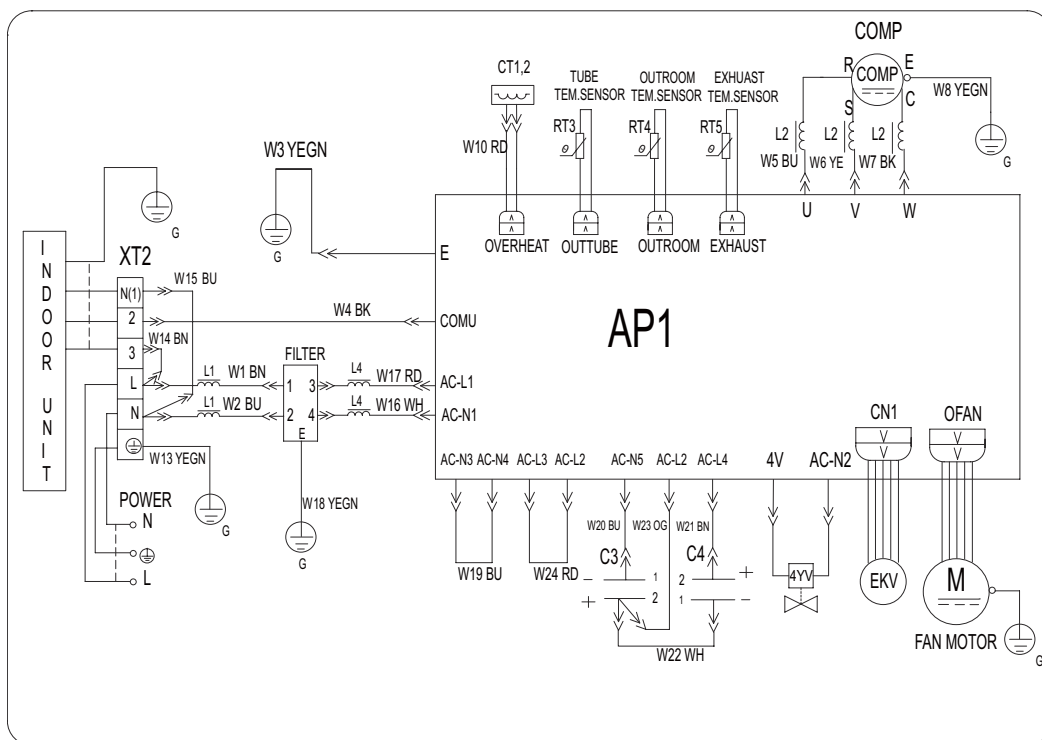 COMP
CT1,2
TUBE
TEM.SENSOR
OUTROOM
TEM.SENSOR
EXHUAST
TEM.SENSOR
R
COMP
E
S
C
W8 YEGN
G
RT3
θ
RT4
θ
RT5
θ
W10 RD
L2
L2
L2
W5 BU
W6 YE
W7 BK
W3 YEGN
G
G
U
V
W
OVERHEAT
OUTTUBE
OUTROOM
EXHAUST
INDOOR UNIT
XT2
E
W15 BU
N(1)
2
W4 BK
COMU
AP1
W14 BN
3
FILTER
L
L1
W1 BN
1
3
L4
W17 RD
AC-L1
N
L1
W2 BU
2
4
L4
W16 WH
AC-N1
E
W13 YEGN
G
W18 YEGN
G
POWER
N
L
CN1
OFAN
AC-N3
AC-N4
AC-L3
AC-L2
AC-N5
AC-L2
AC-L4
4V
AC-N2
W20 BU
W23 OG
W21 BN
W19 BU
W24 RD
C3
C4
−
1
2
+
+
2
1
−
W22 WH
4YV
EKV
M
FAN MOTOR
G